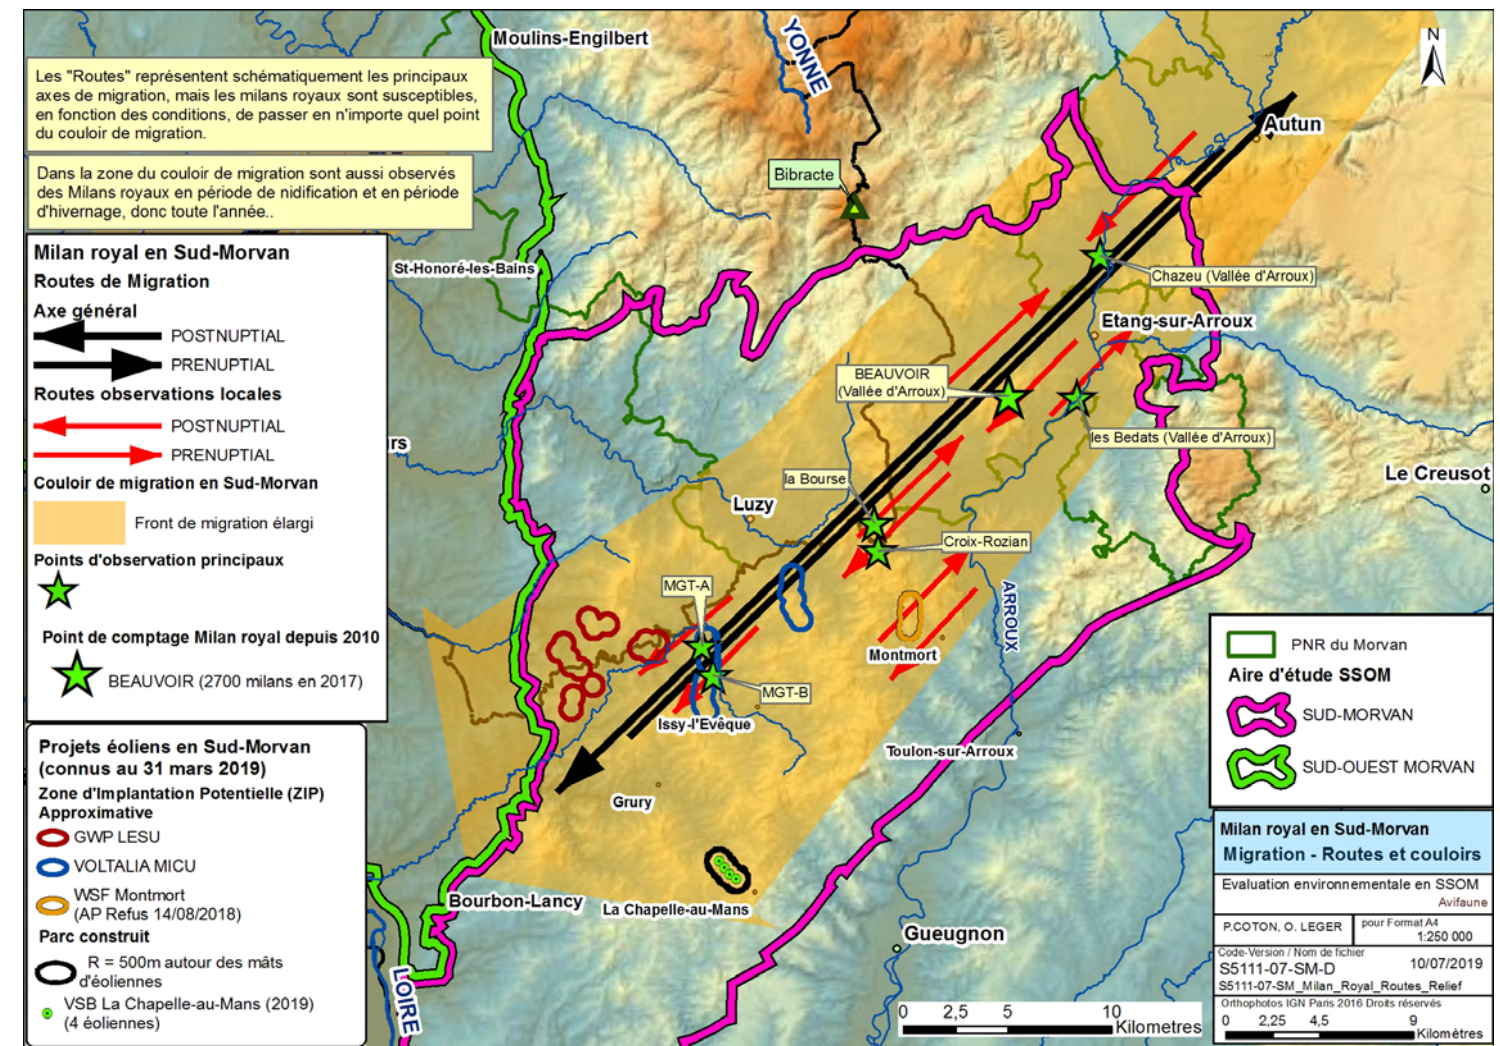 Moulins-Engilbert
YONNE
N
Les "Routes" représentent schématiquement les principaux
axes de migration, mais les milans royaux sont susceptibles,
en fonction des conditions, de passer en n'importe quel point
du couloir de migration.
Dans la zone du couloir de migration sont aussi observés
des Milans royaux en période de nidification et en période
d'hivernage, donc toute l'année..
Autun
Bibracte
St-Honoré-les-Bains
Chazeu (Vallée d'Arroux)
Etang-sur-Arroux
BEAUVOIR
(Vallée d'Arroux)
les Bedats (Vallée d'Arroux)
rs
Le Creusot
la Bourse
Luzy
Croix-Rozian
MGT-A
ARROUX
Montmort
MGT-B
Issy-l'Evêque
Toulon-sur-Arroux
Grury
Bourbon-Lancy
La Chapelle-au-Mans
Gueugnon
LOIRE
Milan royal en Sud-Morvan
Routes de Migration
Axe général
POSTNUPTIAL
PRENUPTIAL
Routes observations locales
POSTNUPTIAL
PRENUPTIAL
Couloir de migration en Sud-Morvan
Front de migration élargi
Points d'observation principaux
Point de comptage Milan royal depuis 2010
BEAUVOIR (2700 milans en 2017)
Projets éoliens en Sud-Morvan
(connus au 31 mars 2019)
Zone d'Implantation Potentielle (ZIP)
Approximative
GWP LESU
VOLTALIA MICU
WSF Montmort
(AP Refus 14/08/2018)
Parc construit
R = 500m autour des mâts
d'éoliennes
VSB La Chapelle-au-Mans (2019)
(4 éoliennes)
0 2,5 5 10
Kilometres
PNR du Morvan
Aire d'étude SSOM
SUD-MORVAN
SUD-OUEST MORVAN
Milan royal en Sud-Morvan
Migration - Routes et couloirs
Evaluation environnementale en SSOM
Avifaune
P.COTON, O. LEGER
pour Format A4
1:250 000
Code-Version / Nom de fichier
S5111-07-SM-D 10/07/2019
S5111-07-SM_Milan_Royal_Routes_Relief
Orthophotos IGN Paris 2016 Droits réservés
0 2,25 4,5 9
Kilomètres